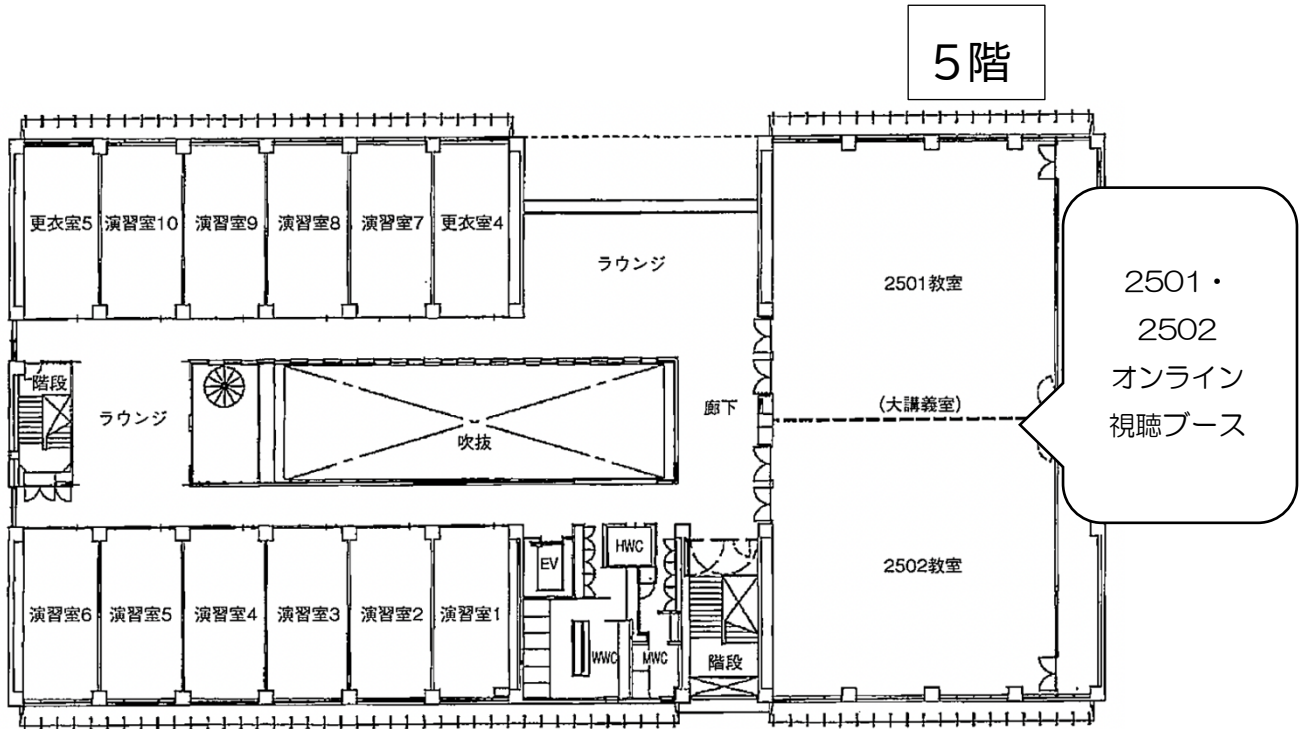 5階
更衣室5
演習室10
演習室9
演習室8
演習室7
更衣室4
ラウンジ
2501教室
2501・
2502
オンライン
視聴ブース
階段
ラウンジ
吹抜
廊下
(大講義室)
演習室6
演習室5
演習室4
演習室3
演習室2
演習室1
EV
HWC
WWC
MWC
階段
2502教室